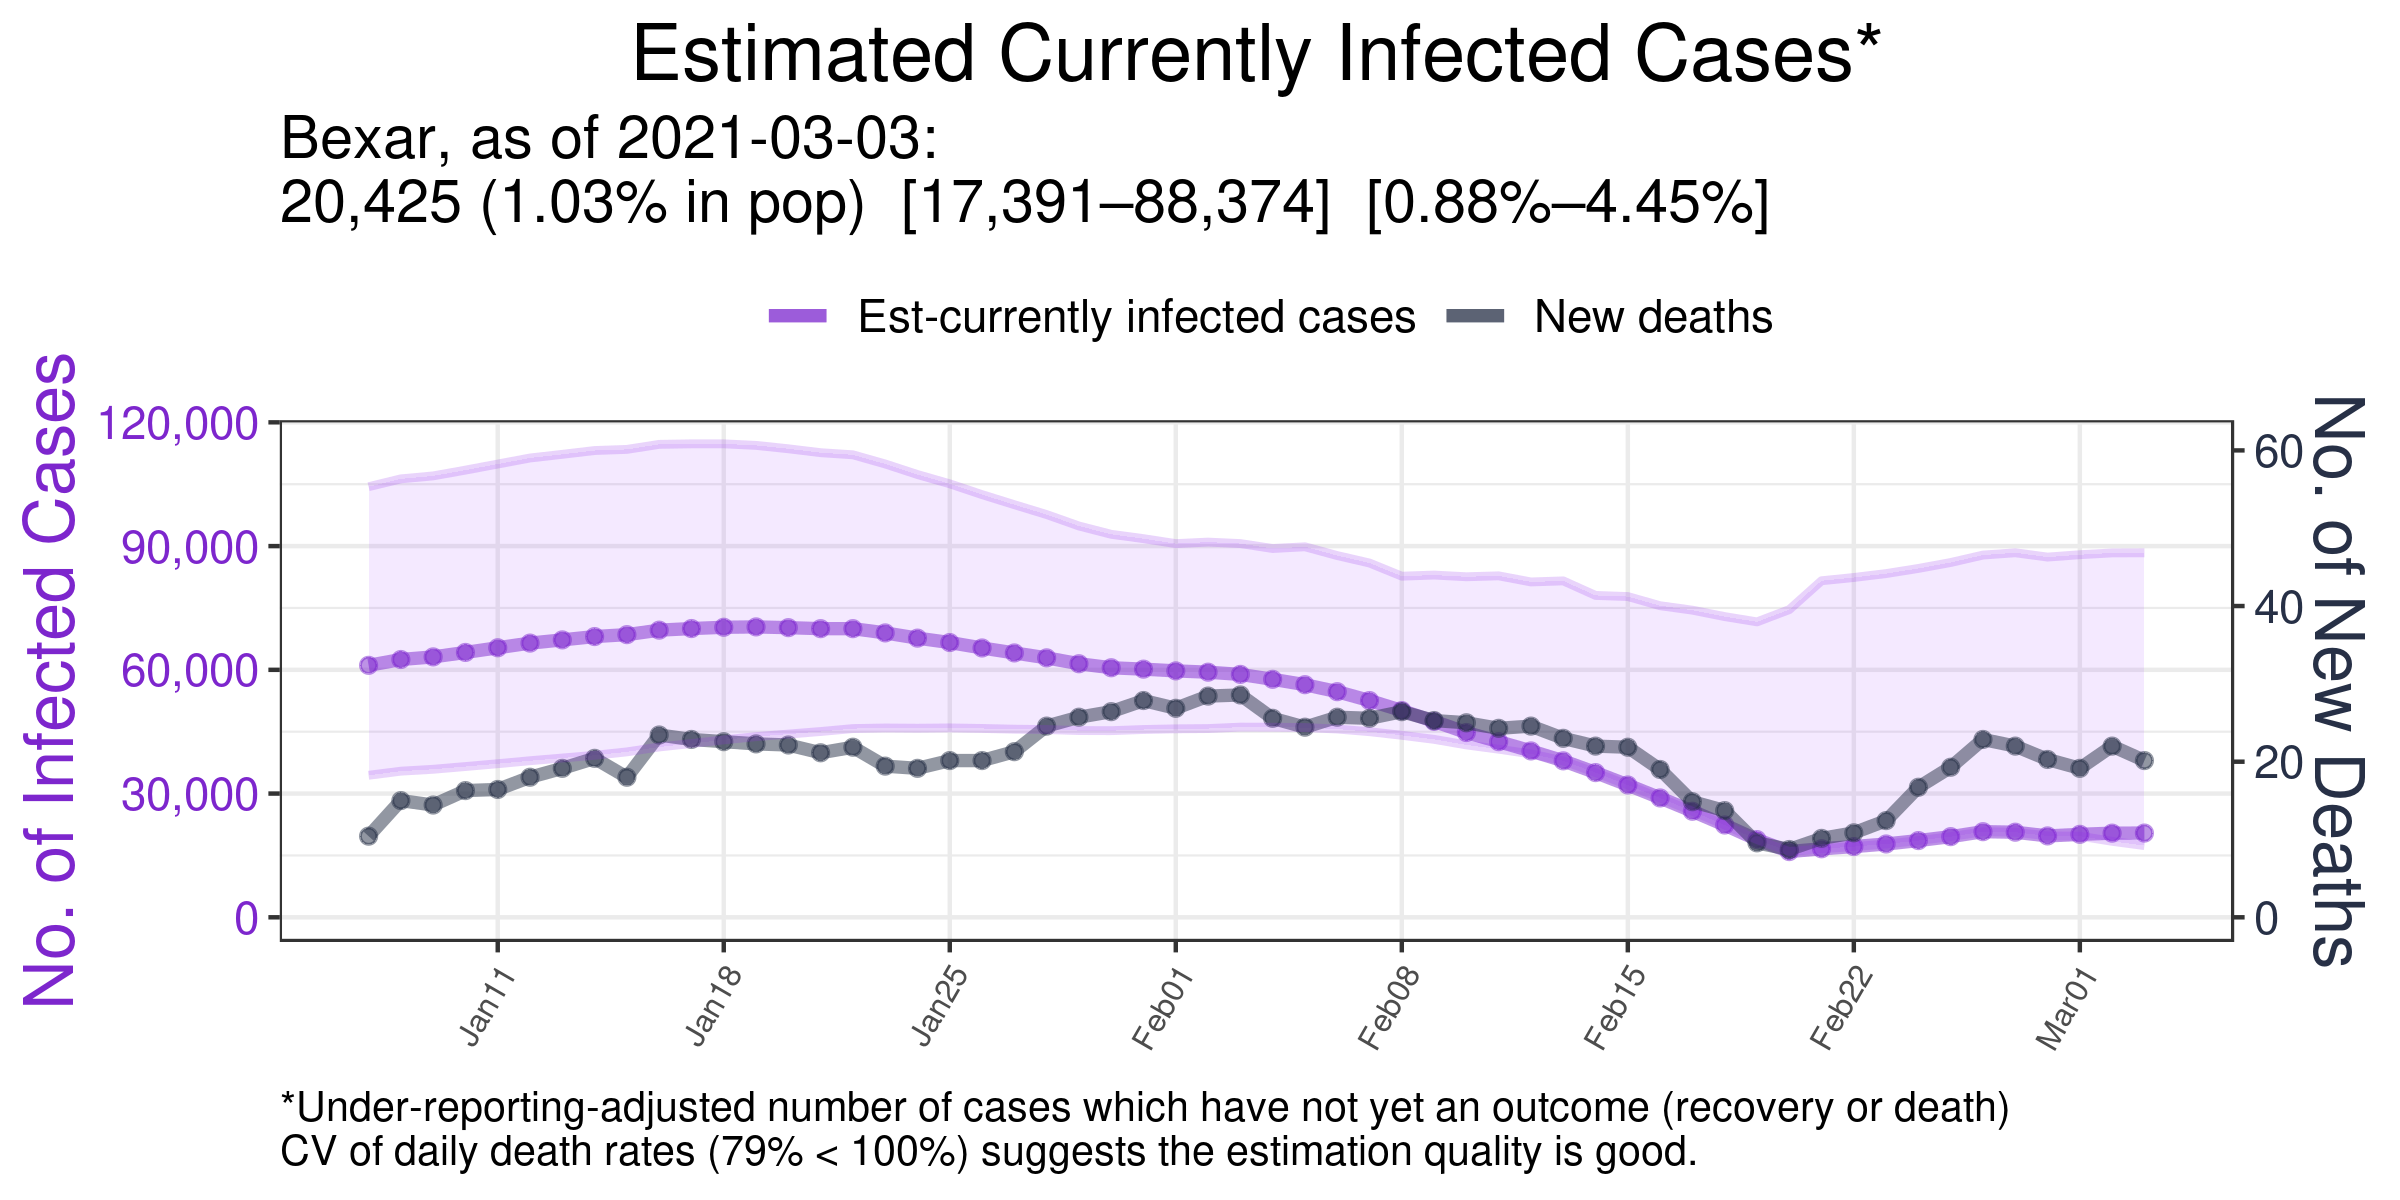 Estimated Currently Infected Cases*
Bexar, as of 2021-03-03:
20,425 (1.03% in pop)  [17,391–88,374]  [0.88%–4.45%]
Est-currently infected cases
New deaths
No. of Infected Cases
120,000
90,000
60,000
30,000
0
60
40
20
0
No. of New Deaths
Jan11
Jan18
Jan25
Feb01
Feb08
Feb15
Feb22
Mar01
*Under-reporting-adjusted number of cases which have not yet an outcome (recovery or death)
CV of daily death rates (79% < 100%) suggests the estimation quality is good.